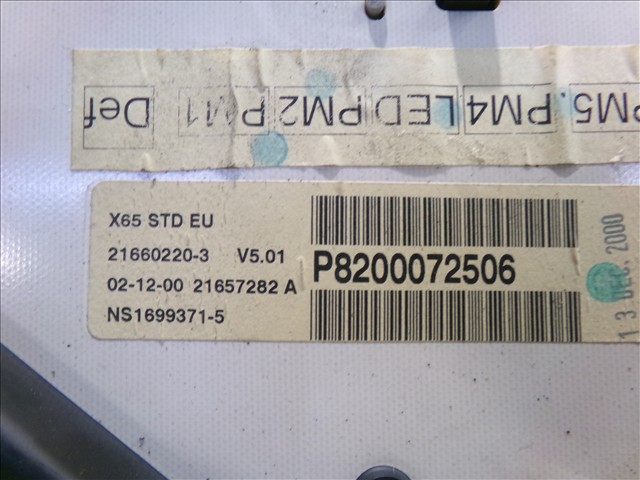 Def PM1 PM2 PM LED PM4 PM5.
X65 STD EU
21660220-3 V5.01
02-12-00 21657282 A
NS1699371-5
P8200072506
13 DEC. 2000